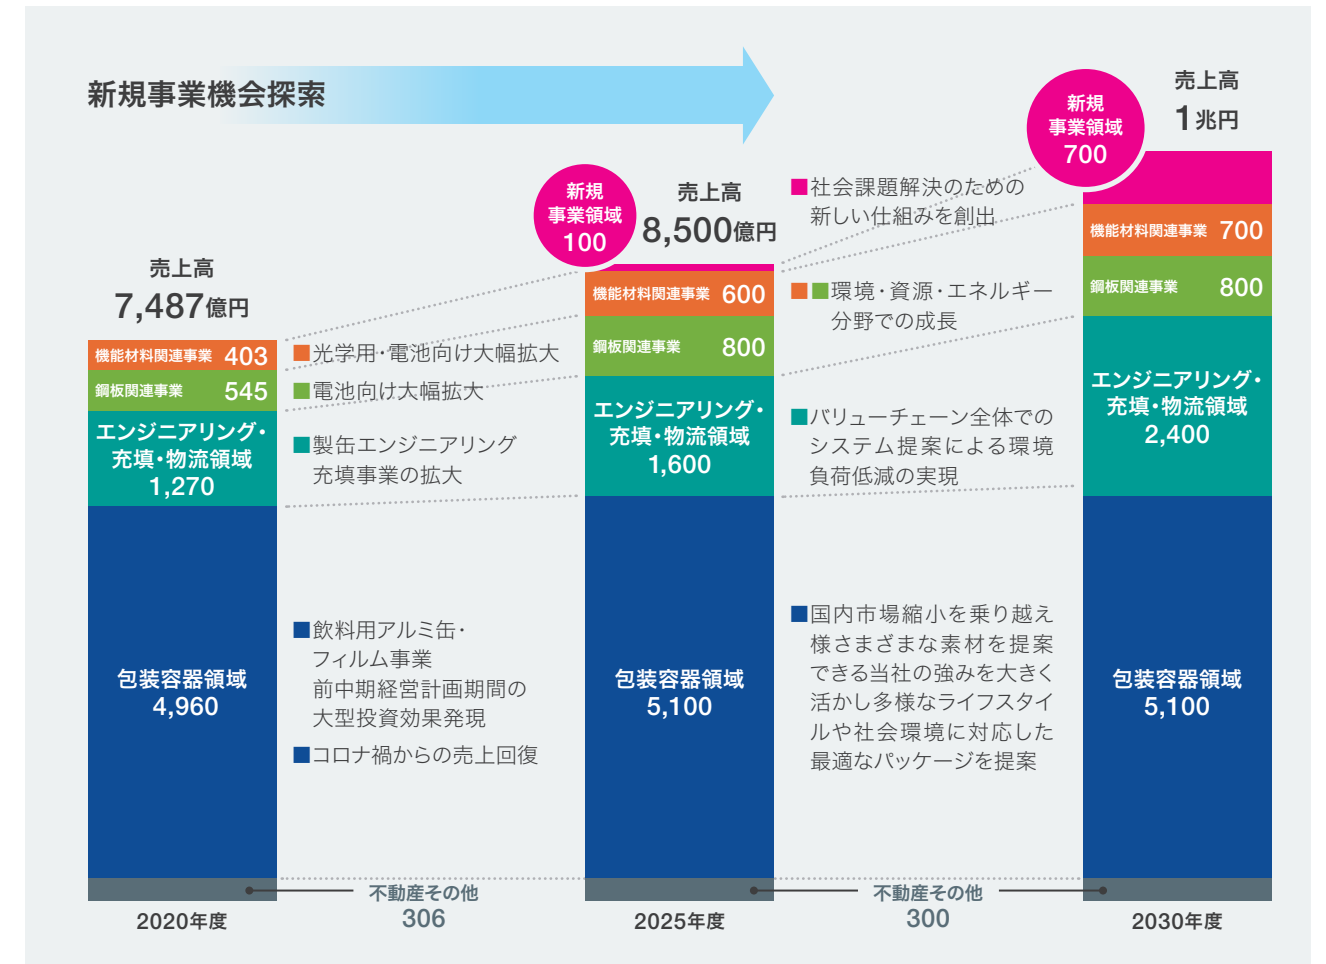 新規事業機会探索
売上高
7,487億円
機能材料関連事業 403
鋼板関連事業 545
エンジニアリング・
充填・物流領域
1,270
包装容器領域
4,960
2020年度
■光学用・電池向け大幅拡大
■電池向け大幅拡大
■製缶エンジニアリング
充填事業の拡大
■飲料用アルミ缶・
フィルム事業
前中期経営計画期間の
大型投資効果発現
■コロナ禍からの売上回復
不動産その他
306
新規
事業領域
100
売上高
8,500億円
機能材料関連事業 600
鋼板関連事業 800
エンジニアリング・
充填・物流領域
1,600
包装容器領域
5,100
2025年度
■社会課題解決のための
新しい仕組みを創出
■■環境・資源・エネルギー
分野での成長
■バリューチェーン全体での
システム提案による環境
負荷低減の実現
■国内市場縮小を乗り越え
様さまざまな素材を提案
できる当社の強みを大きく
活かし多様なライフスタイ
ルや社会環境に対応した
最適なパッケージを提案
不動産その他
300
新規
事業領域
700
売上高
1兆円
機能材料関連事業 700
鋼板関連事業 800
エンジニアリング・
充填・物流領域
2,400
包装容器領域
5,100
2030年度